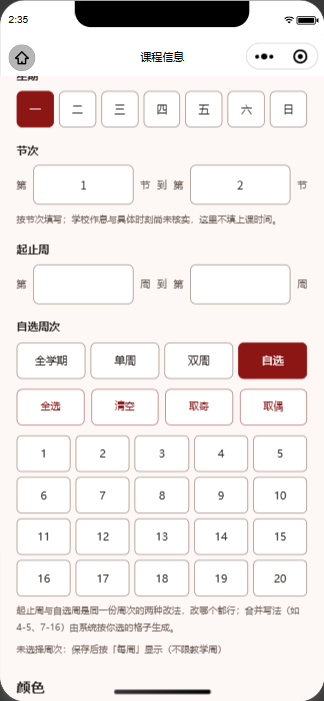 2:35
课程信息
星期
一 二 三 四 五 六 日
节次
第 1 节 到 第 2 节
按节次填写；学校作息与具体时刻尚未核实，这里不填上课时间。
起止周
第 周 到 第 周
自选周次
全学期 单周 双周 自选
全选 清空 取奇 取偶
1 2 3 4 5
6 7 8 9 10
11 12 13 14 15
16 17 18 19 20
起止周与自选周是同一份周次的两种改法，改哪个都行；合并写法（如
4-5、7-16）由系统按你选的格子生成。
未选择周次：保存后按「每周」显示（不限教学周）
颜色